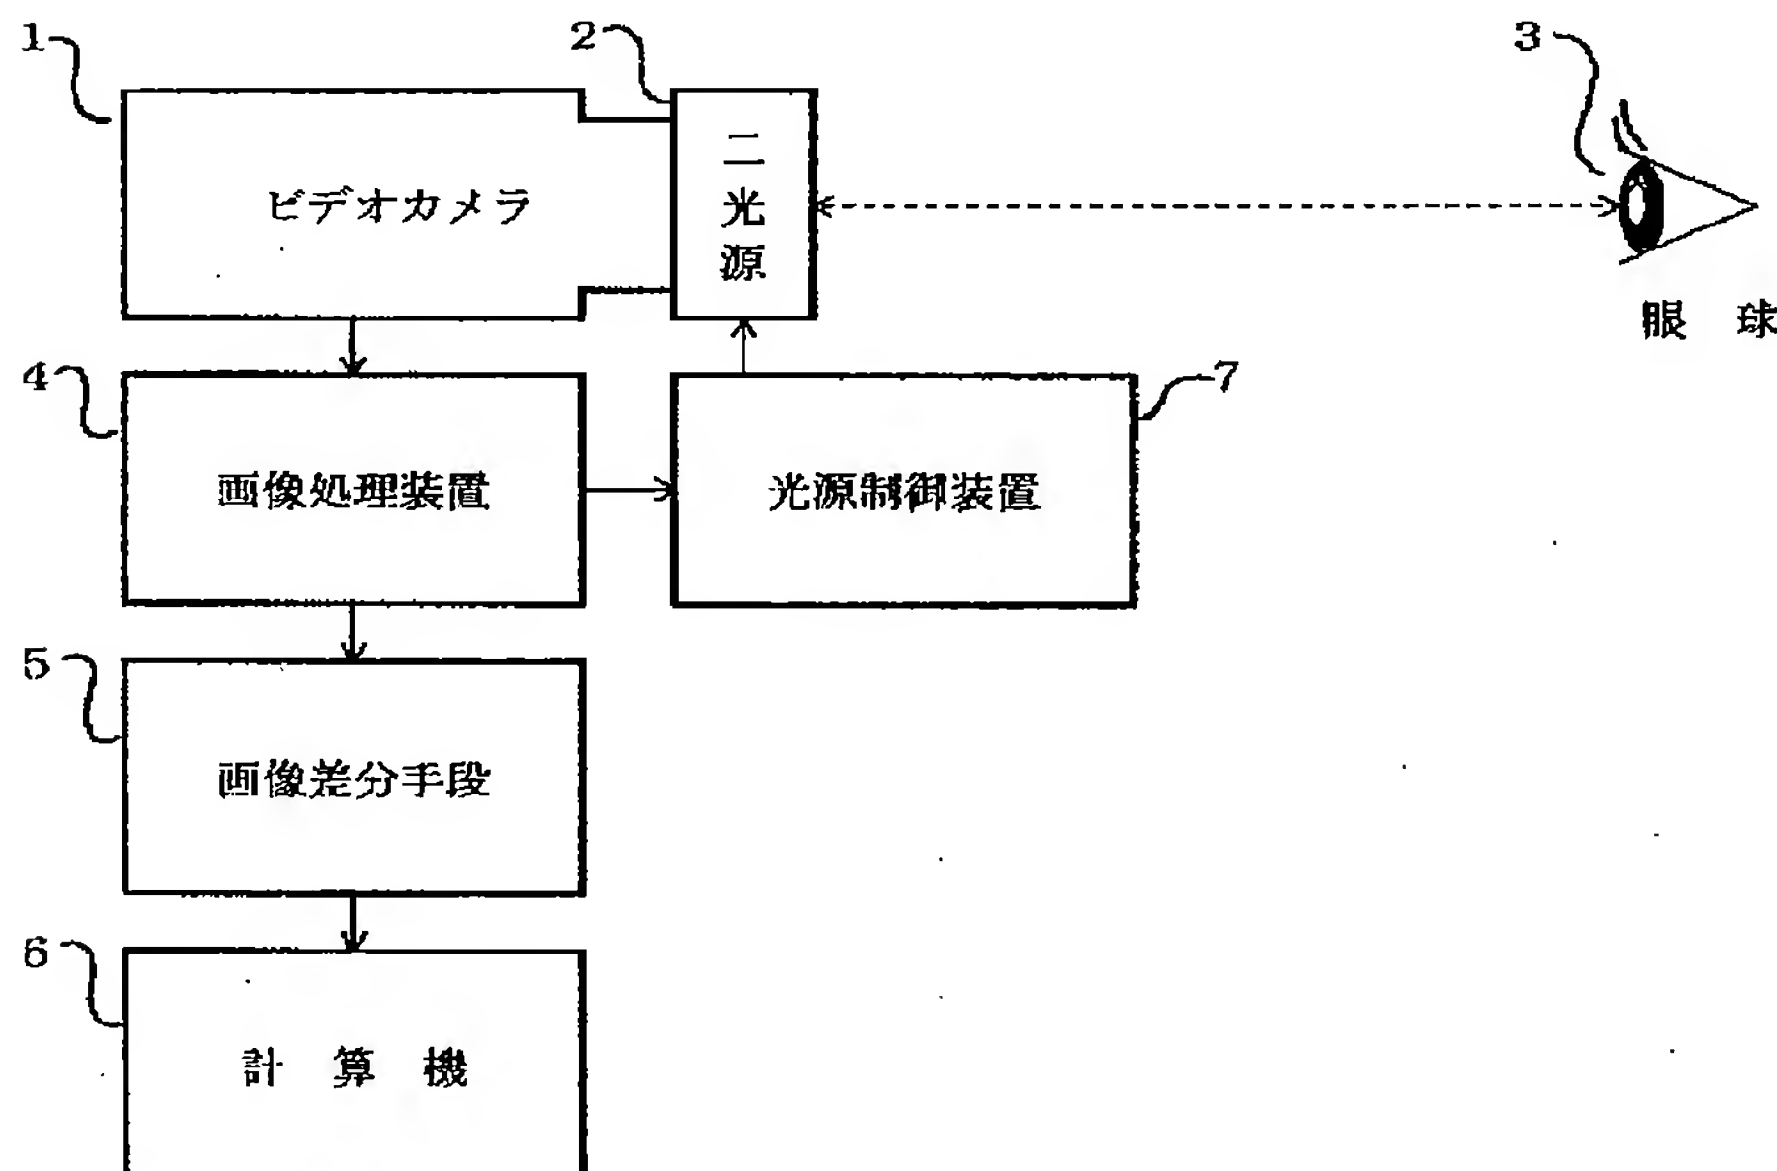 1
2
3
ビデオカメラ
二光源
眼 球
4
7
画像処理装置
光源制御装置
5
画像差分手段
6
計 算 機